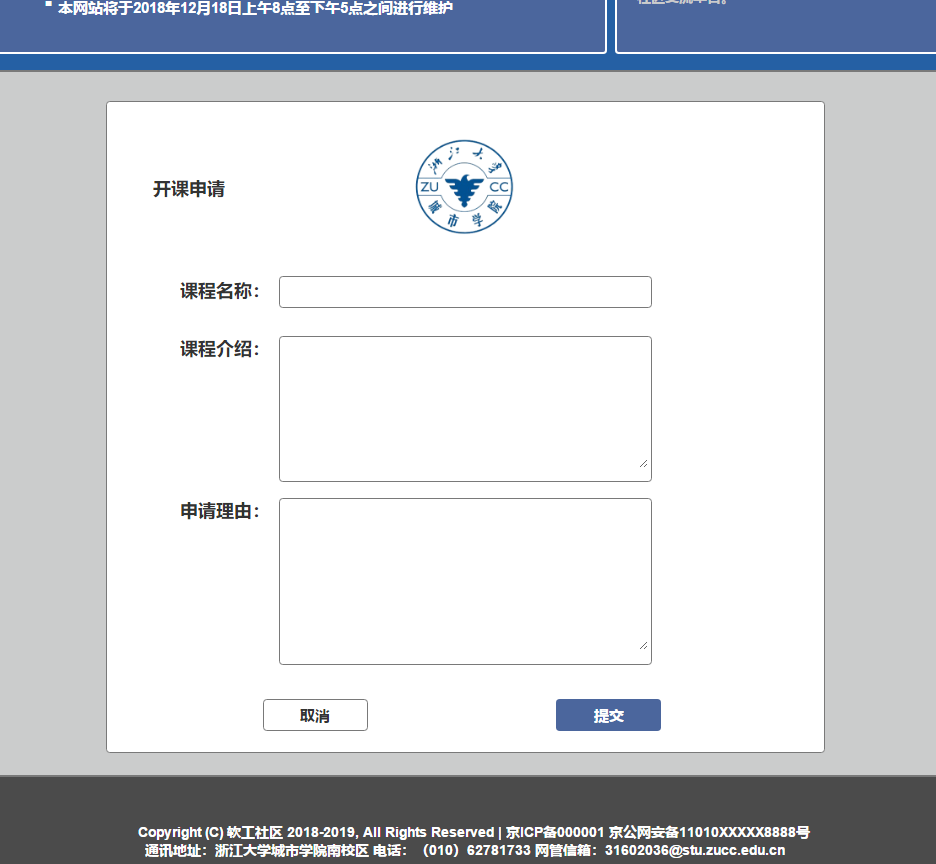 本网站将于2018年12月18日上午8点至下午5点之间进行维护
开课申请
浙江大学
ZU CC
城市学院
课程名称：
课程介绍：
申请理由：
取消 提交
Copyright (C) 软工社区 2018-2019, All Rights Reserved | 京ICP备000001 京公网安备11010XXXXX8888号
通讯地址：浙江大学城市学院南校区 电话：（010）62781733 网管信箱：31602036@stu.zucc.edu.cn